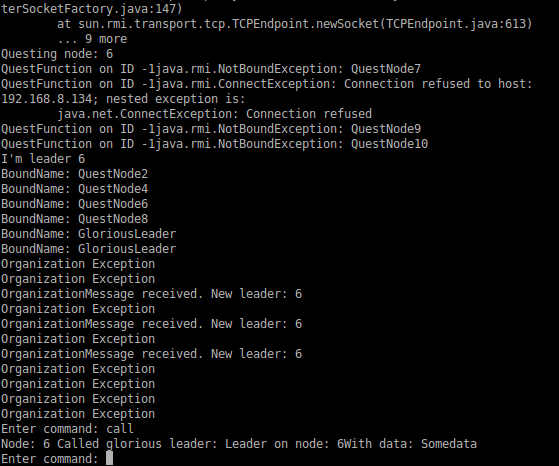 terSocketFactory.java:147)
        at sun.rmi.transport.tcp.TCPEndpoint.newSocket(TCPEndpoint.java:613)
        ... 9 more
Questing node: 6
QuestFunction on ID -1java.rmi.NotBoundException: QuestNode7
QuestFunction on ID -1java.rmi.ConnectException: Connection refused to host:
192.168.8.134; nested exception is:
        java.net.ConnectException: Connection refused
QuestFunction on ID -1java.rmi.NotBoundException: QuestNode9
QuestFunction on ID -1java.rmi.NotBoundException: QuestNode10
I'm leader 6
BoundName: QuestNode2
BoundName: QuestNode4
BoundName: QuestNode6
BoundName: QuestNode8
BoundName: GloriousLeader
BoundName: GloriousLeader
Organization Exception
Organization Exception
OrganizationMessage received. New leader: 6
Organization Exception
OrganizationMessage received. New leader: 6
Organization Exception
OrganizationMessage received. New leader: 6
Organization Exception
Organization Exception
Organization Exception
Organization Exception
Enter command: call
Node: 6 Called glorious leader: Leader on node: 6With data: Somedata
Enter command: